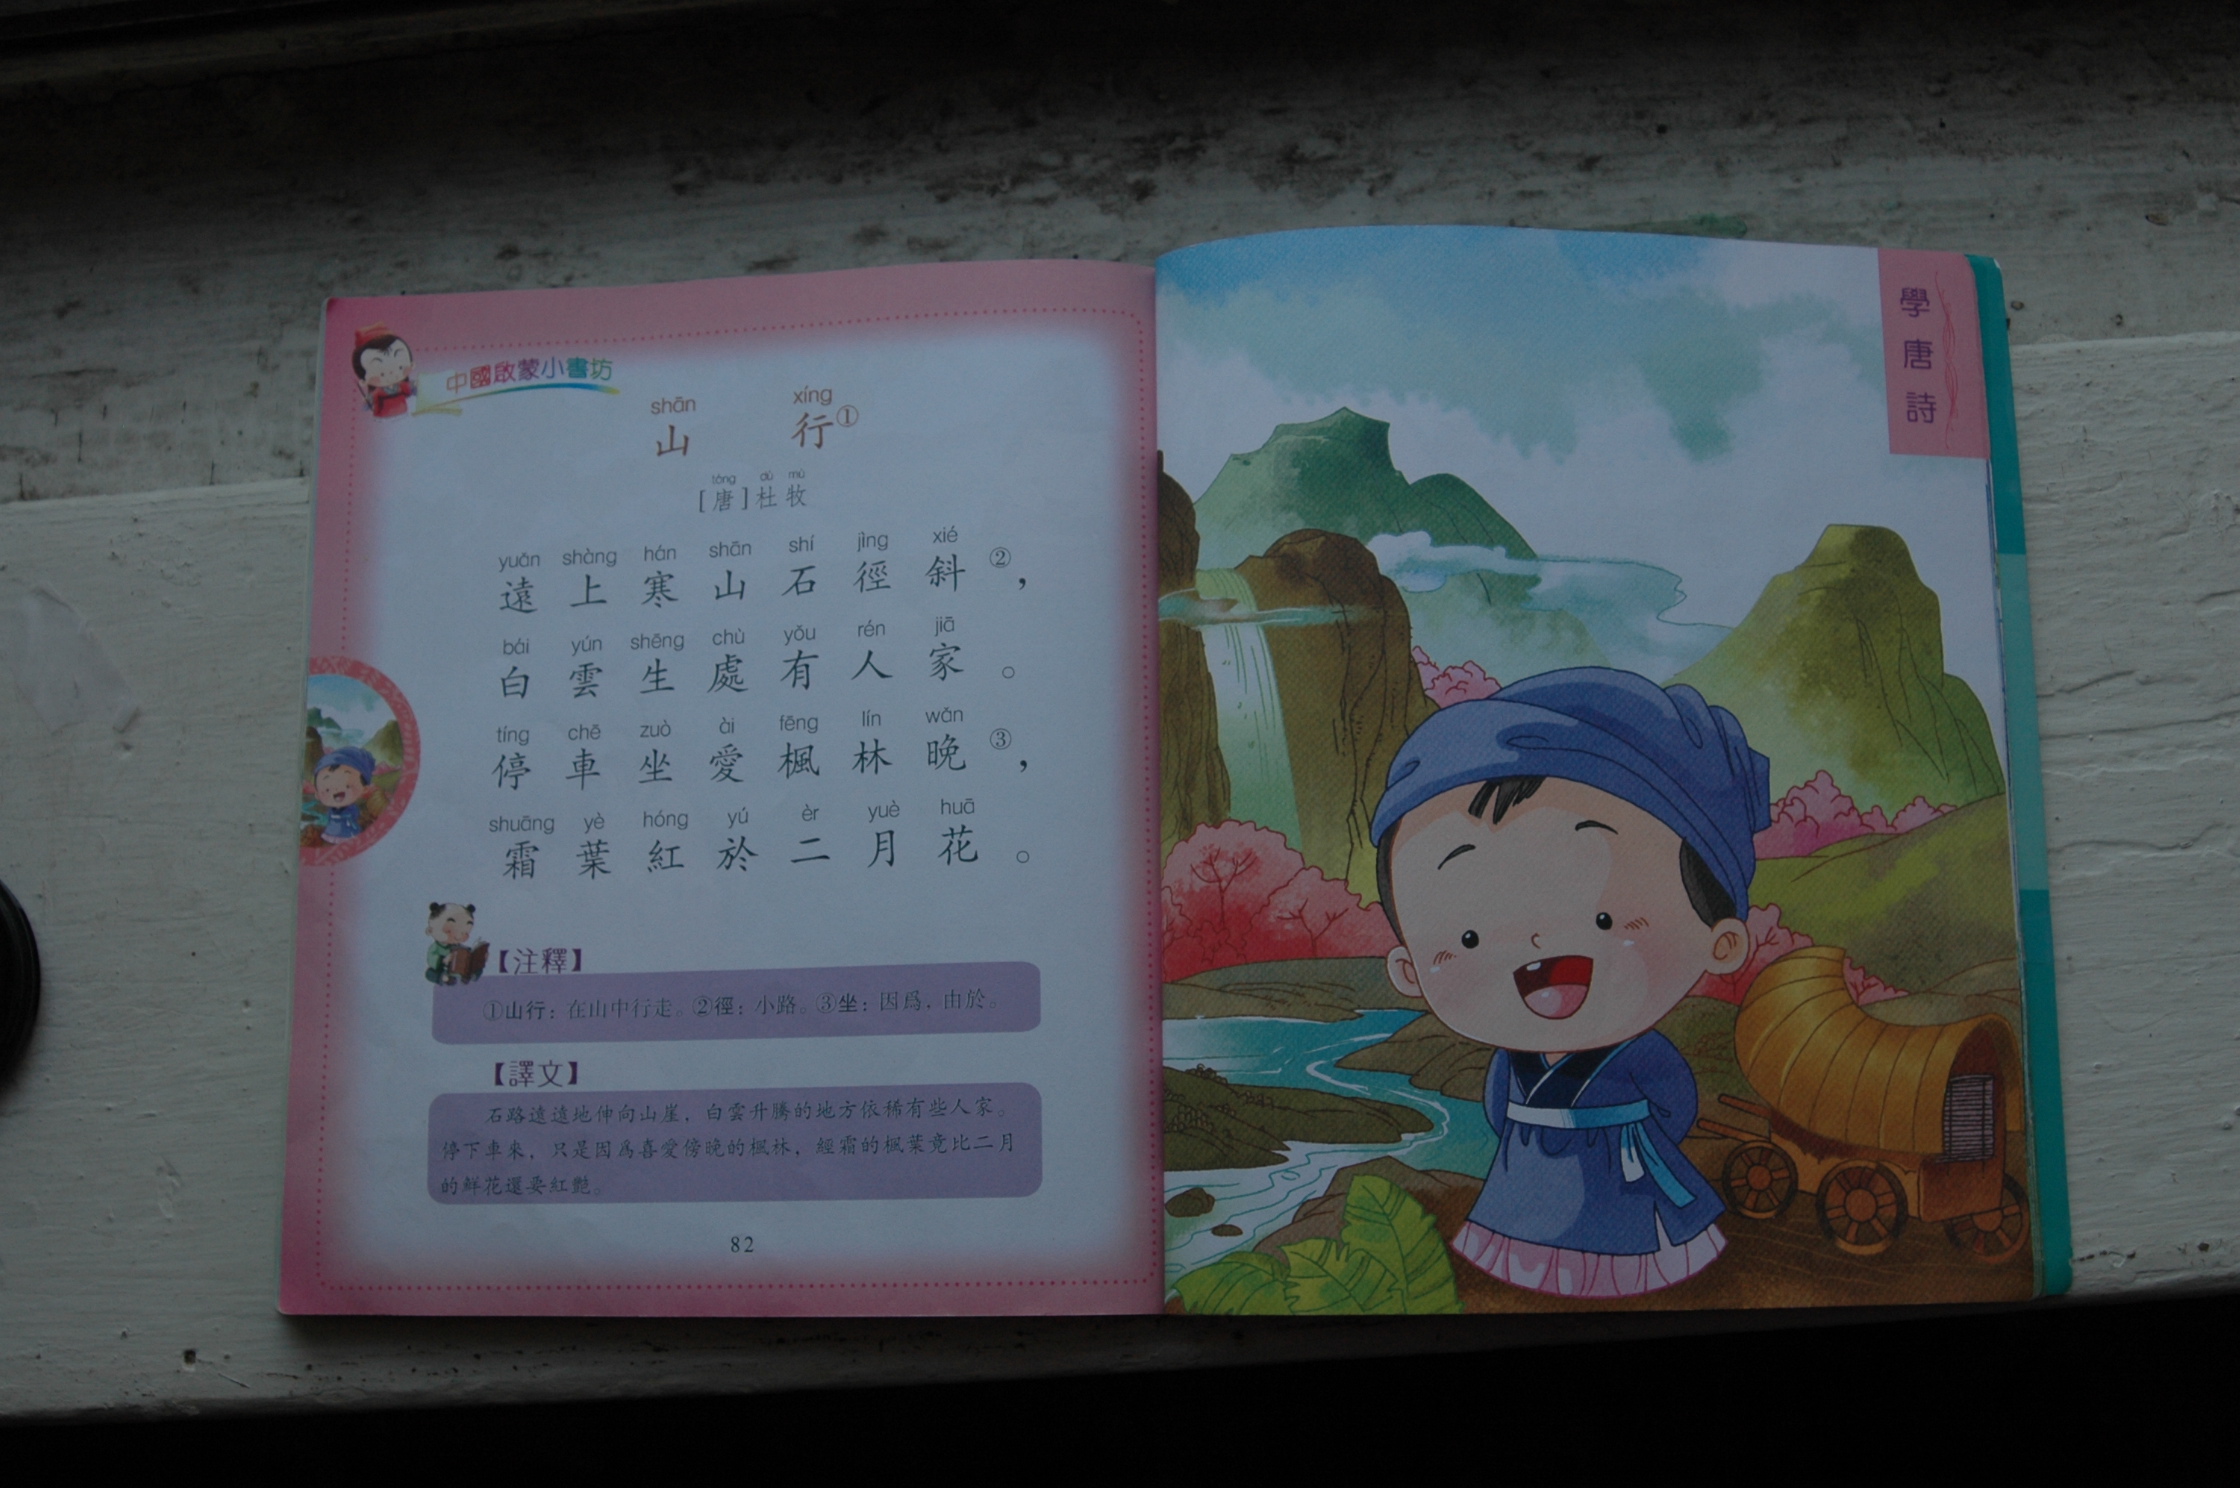 中國啟蒙小書坊
shān xíng
山 行①
táng dù mù
[唐]杜牧
yuǎn shàng hán shān shí jìng xié
遠上寒山石徑斜②，
bái yún shēng chù yǒu rén jiā
白雲生處有人家。
tíng chē zuò ài fēng lín wǎn
停車坐愛楓林晚③，
shuāng yè hóng yú èr yuè huā
霜葉紅於二月花。
【注釋】
①山行：在山中行走。②徑：小路。③坐：因爲，由於。
【譯文】
石路遠遠地伸向山崖，白雲升騰的地方依稀有些人家。
停下車來，只是因爲喜愛傍晚的楓林，經霜的楓葉竟比二月
的鮮花還要紅艷。
82
學唐詩